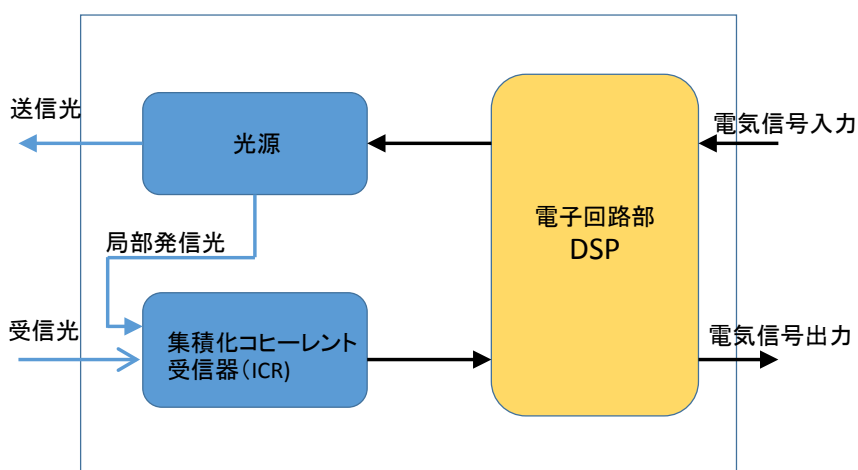 送信光
光源
電気信号入力
電子回路部
DSP
局部発信光
受信光
集積化コヒーレント
受信器(ICR)
電気信号出力